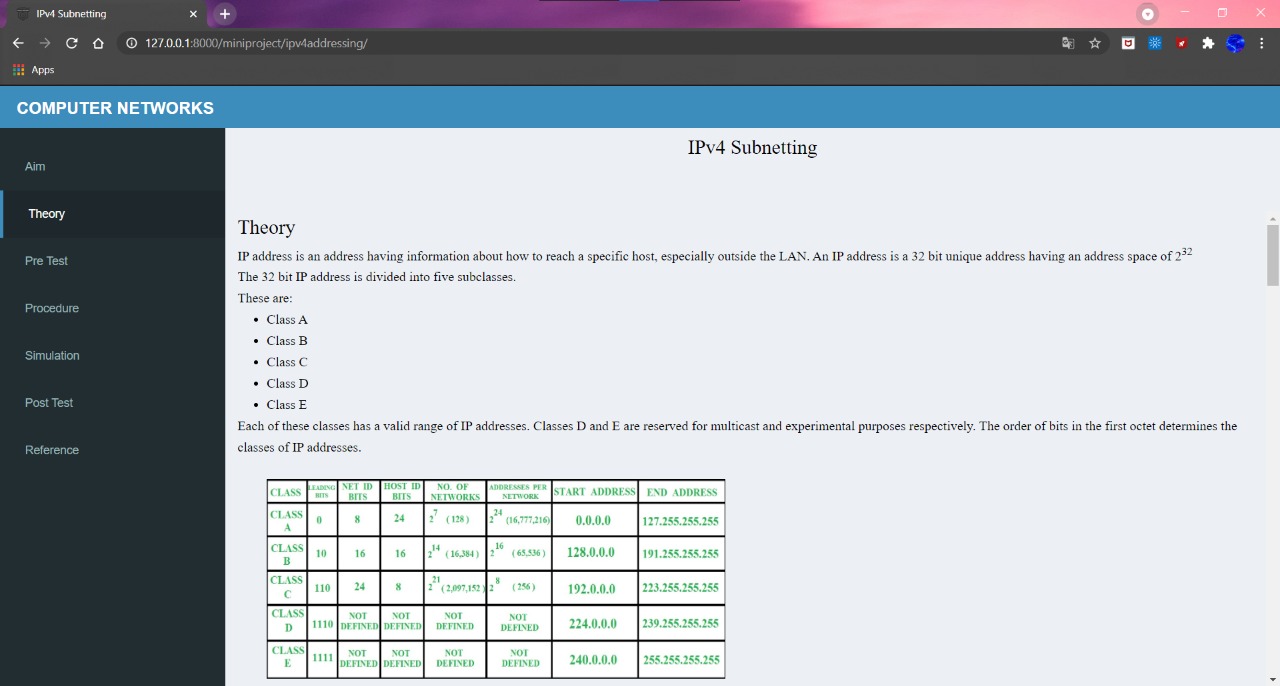 IPv4 Subnetting
127.0.0.1:8000/miniproject/ipv4addressing/
Apps
COMPUTER NETWORKS
Aim
Theory
Pre Test
Procedure
Simulation
Post Test
Reference
IPv4 Subnetting
Theory
IP address is an address having information about how to reach a specific host, especially outside the LAN. An IP address is a 32 bit unique address having an address space of 2^32
The 32 bit IP address is divided into five subclasses.
These are:
• Class A
• Class B
• Class C
• Class D
• Class E
Each of these classes has a valid range of IP addresses. Classes D and E are reserved for multicast and experimental purposes respectively. The order of bits in the first octet determines the
classes of IP addresses.
CLASS LEADING BITS NET ID BITS HOST ID BITS NO. OF NETWORKS ADDRESSES PER NETWORK START ADDRESS END ADDRESS
CLASS A 0 8 24 2^7 (128) 2^24 (16,777,216) 0.0.0.0 127.255.255.255
CLASS B 10 16 16 2^14 (16,384) 2^16 (65,536) 128.0.0.0 191.255.255.255
CLASS C 110 24 8 2^21 (2,097,152) 2^8 (256) 192.0.0.0 223.255.255.255
CLASS D 1110 NOT DEFINED NOT DEFINED NOT DEFINED NOT DEFINED 224.0.0.0 239.255.255.255
CLASS E 1111 NOT DEFINED NOT DEFINED NOT DEFINED NOT DEFINED 240.0.0.0 255.255.255.255